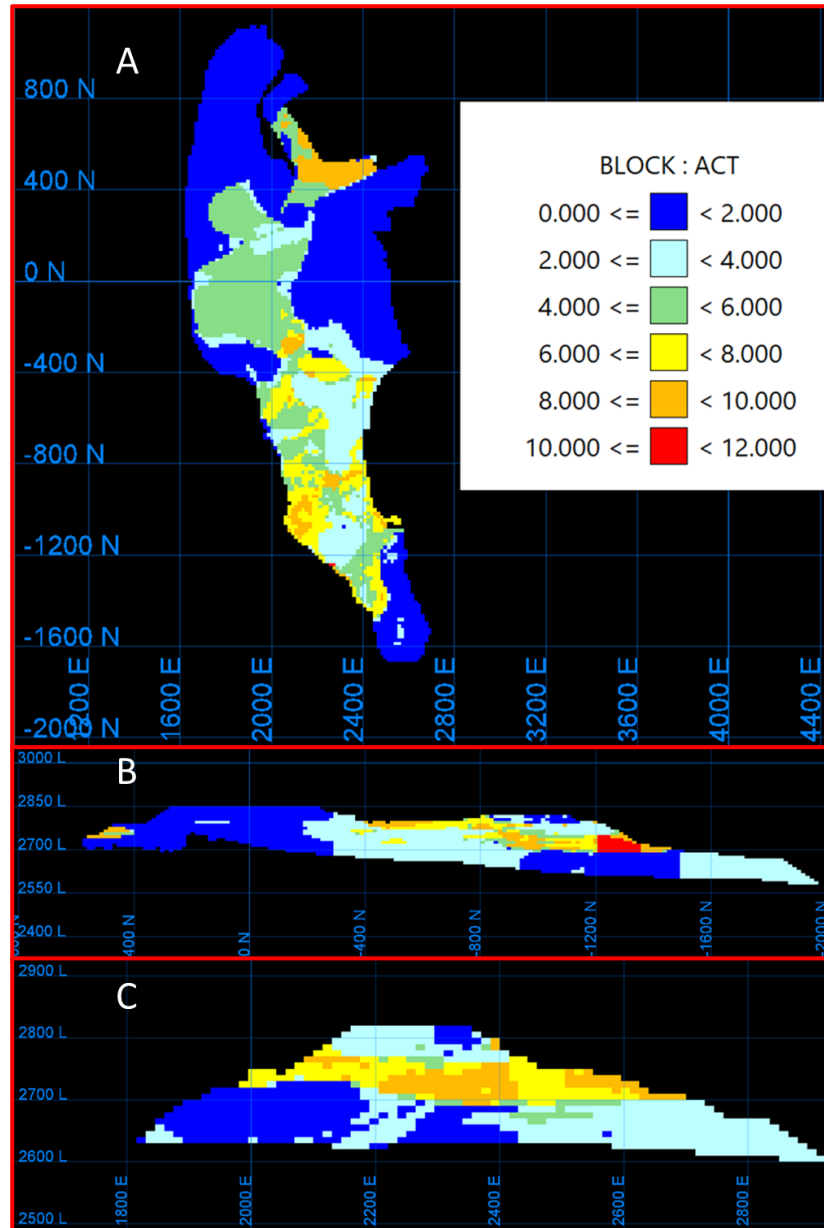 A
800 N
400 N
0 N
-400 N
-800 N
-1200 N
-1600 N
-2000 N
1600 E
2000 E
2400 E
2800 E
3200 E
3600 E
4000 E
4400 E
BLOCK : ACT
0.000 <= < 2.000
2.000 <= < 4.000
4.000 <= < 6.000
6.000 <= < 8.000
8.000 <= < 10.000
10.000 <= < 12.000
B
3000 L
2850 L
2700 L
2550 L
2400 L
400 N
0 N
-400 N
-800 N
-1200 N
-1600 N
-2000 N
C
2900 L
2800 L
2700 L
2600 L
2500 L
1800 E
2000 E
2200 E
2400 E
2600 E
2800 E